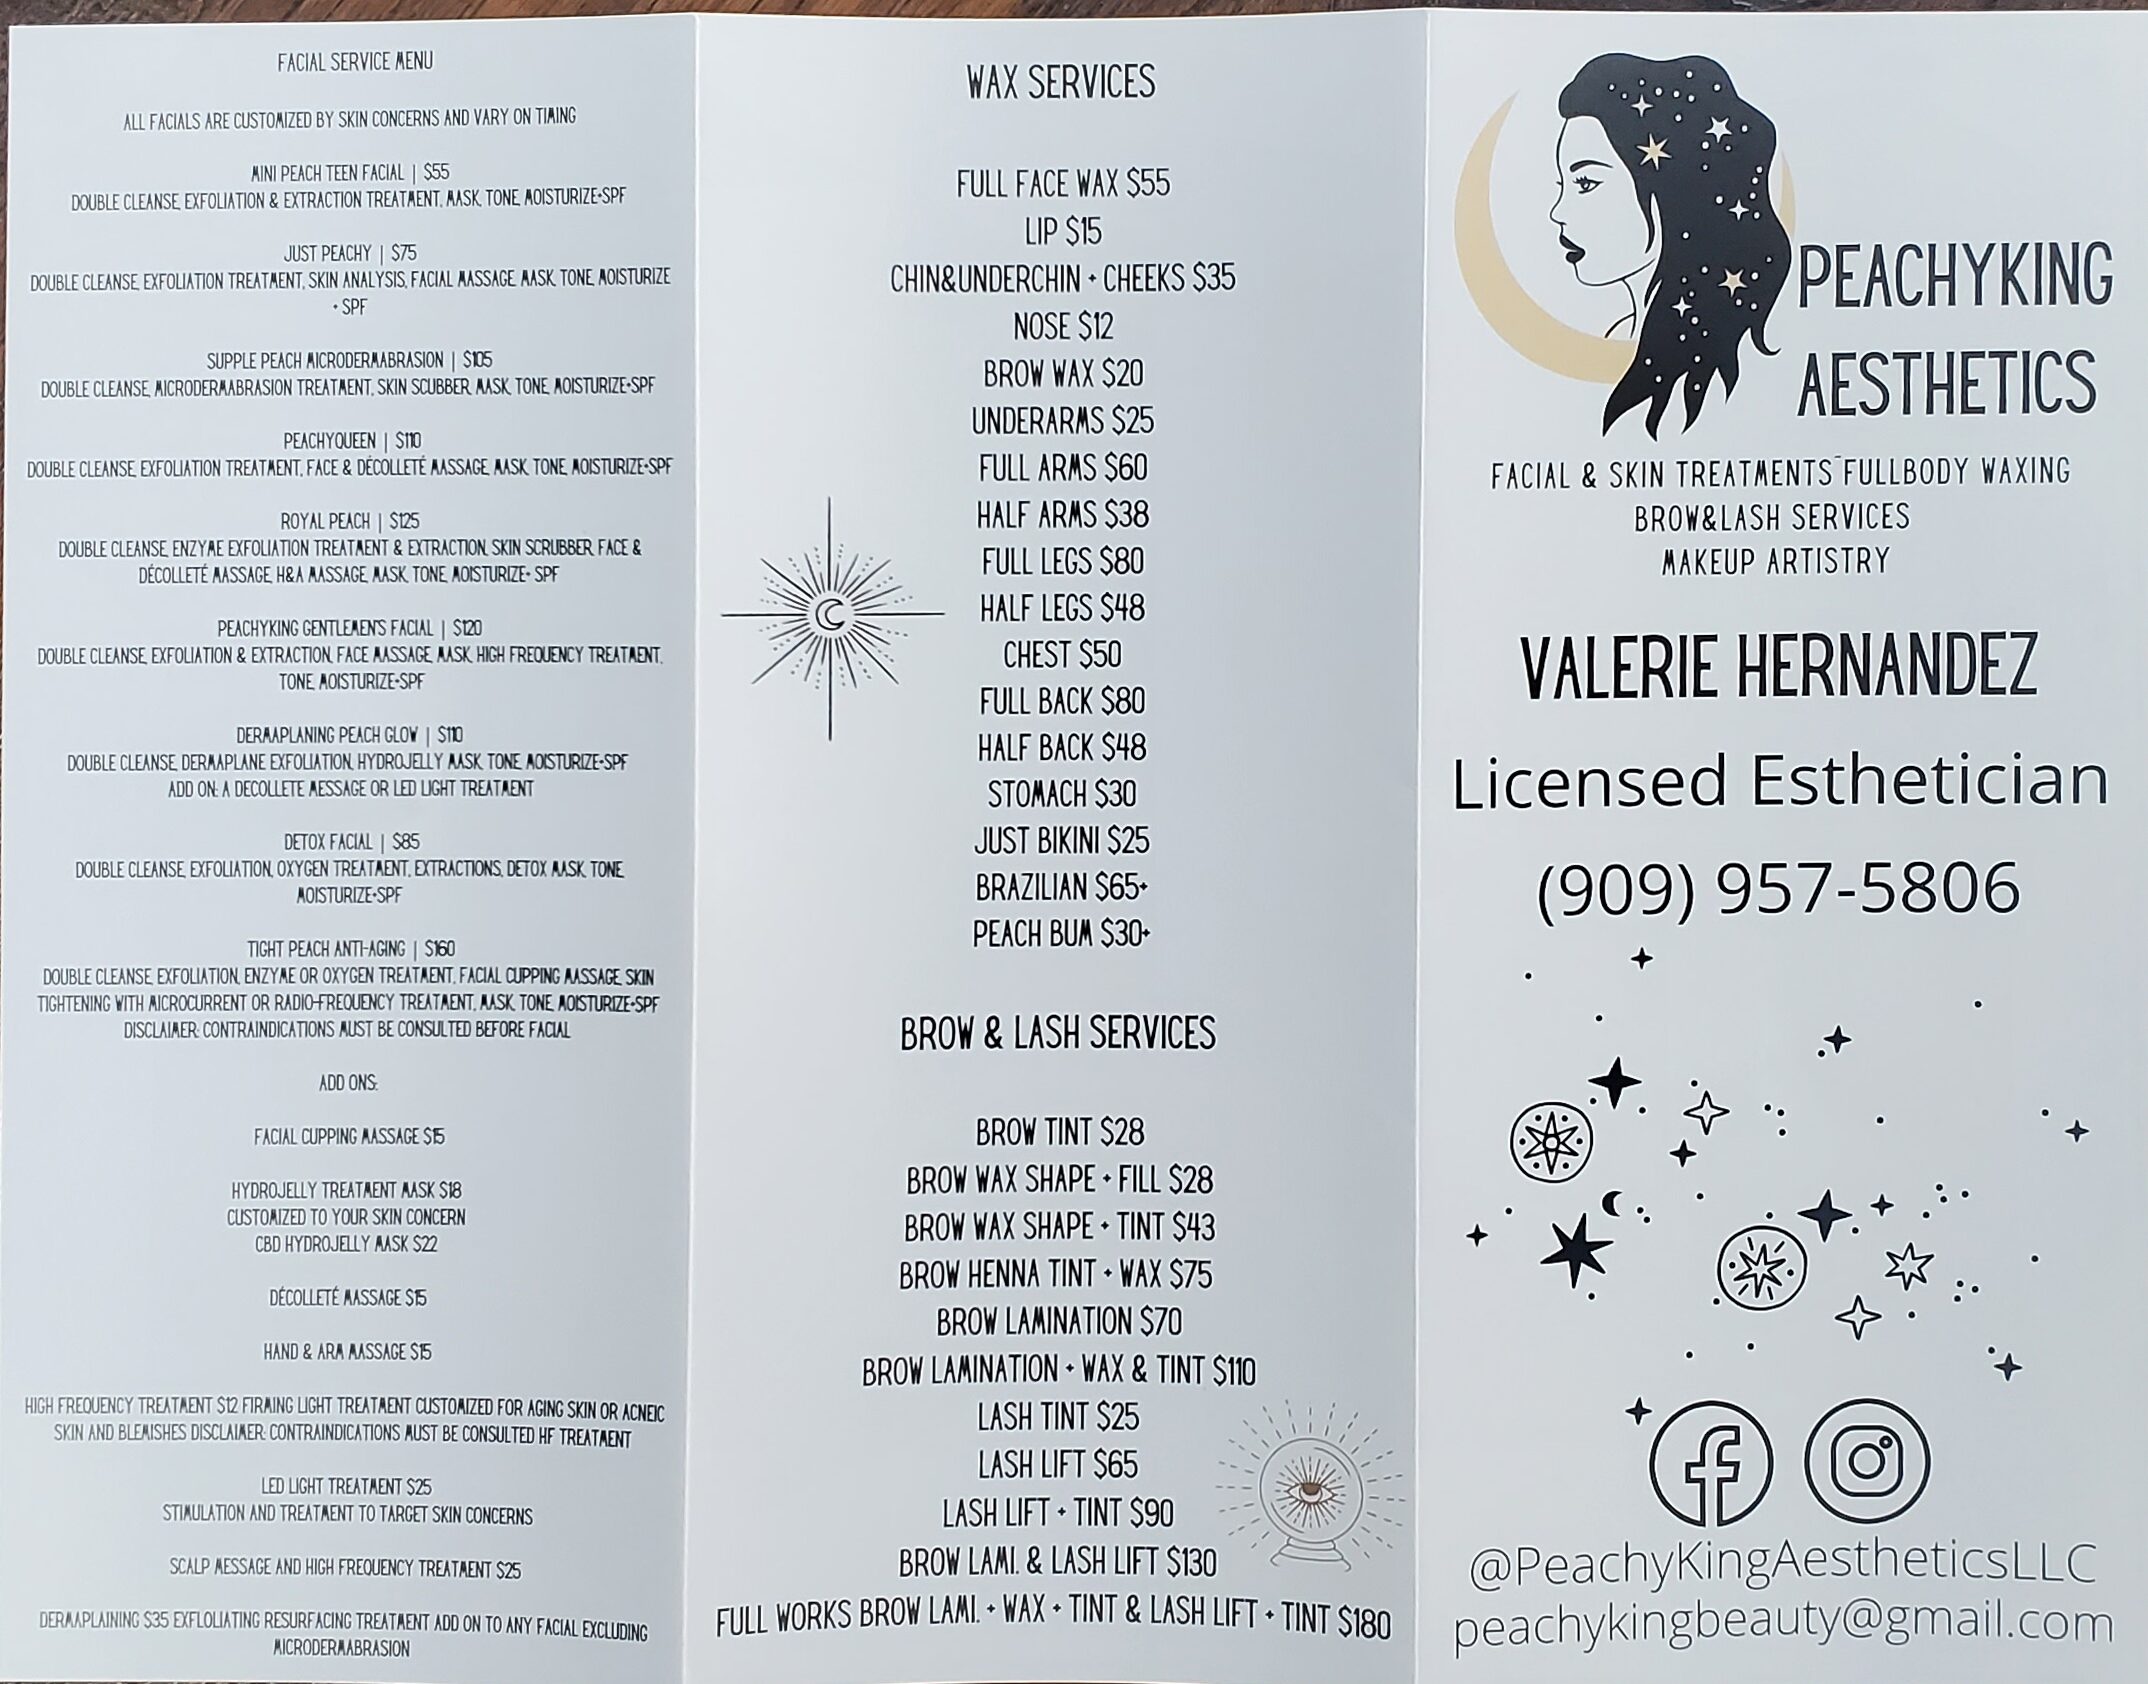 FACIAL SERVICE MENU
ALL FACIALS ARE CUSTOMIZED BY SKIN CONCERNS AND VARY ON TIMING
MINI PEACH TEEN FACIAL | $55
DOUBLE CLEANSE, EXFOLIATION & EXTRACTION TREATMENT, MASK, TONE, MOISTURIZE+SPF
JUST PEACHY | $75
DOUBLE CLEANSE, EXFOLIATION TREATMENT, SKIN ANALYSIS, FACIAL MASSAGE, MASK, TONE, MOISTURIZE
+ SPF
SUPPLE PEACH MICRODERMABRASION | $105
DOUBLE CLEANSE, MICRODERMABRASION TREATMENT, SKIN SCUBBER, MASK, TONE, MOISTURIZE+SPF
PEACHYQUEEN | $110
DOUBLE CLEANSE, EXFOLIATION TREATMENT, FACE & DÉCOLLETÉ MASSAGE, MASK, TONE, MOISTURIZE+SPF
ROYAL PEACH | $125
DOUBLE CLEANSE, ENZYME EXFOLIATION TREATMENT & EXTRACTION, SKIN SCRUBBER, FACE &
DÉCOLLETÉ MASSAGE, H&A MASSAGE, MASK, TONE, MOISTURIZE+ SPF
PEACHYKING GENTLEMEN'S FACIAL | $120
DOUBLE CLEANSE, EXFOLIATION & EXTRACTION, FACE MASSAGE, MASK, HIGH FREQUENCY TREATMENT,
TONE, MOISTURIZE+SPF
DERMAPLANING PEACH GLOW | $110
DOUBLE CLEANSE, DERMAPLANE EXFOLIATION, HYDROJELLY MASK, TONE, MOISTURIZE+SPF
ADD ON: A DECOLLETE MESSAGE OR LED LIGHT TREATMENT
DETOX FACIAL | $85
DOUBLE CLEANSE, EXFOLIATION, OXYGEN TREATMENT, EXTRACTIONS, DETOX MASK, TONE,
MOISTURIZE+SPF
TIGHT PEACH ANTI-AGING | $160
DOUBLE CLEANSE, EXFOLIATION, ENZYME OR OXYGEN TREATMENT, FACIAL CUPPING MASSAGE, SKIN
TIGHTENING WITH MICROCURRENT OR RADIO-FREQUENCY TREATMENT, MASK, TONE, MOISTURIZE+SPF
DISCLAIMER: CONTRAINDICATIONS MUST BE CONSULTED BEFORE FACIAL
ADD ONS:
FACIAL CUPPING MASSAGE $15
HYDROJELLY TREATMENT MASK $18
CUSTOMIZED TO YOUR SKIN CONCERN
CBD HYDROJELLY MASK $22
DÉCOLLETÉ MASSAGE $15
HAND & ARM MASSAGE $15
HIGH FREQUENCY TREATMENT $12 FIRMING LIGHT TREATMENT CUSTOMIZED FOR AGING SKIN OR ACNEIC
SKIN AND BLEMISHES DISCLAIMER: CONTRAINDICATIONS MUST BE CONSULTED HF TREATMENT
LED LIGHT TREATMENT $25
STIMULATION AND TREATMENT TO TARGET SKIN CONCERNS
SCALP MESSAGE AND HIGH FREQUENCY TREATMENT $25
DERMAPLAINING $35 EXFLOLIATING RESURFACING TREATMENT ADD ON TO ANY FACIAL EXCLUDING
MICRODERMABRASION
WAX SERVICES
FULL FACE WAX $55
LIP $15
CHIN&UNDERCHIN + CHEEKS $35
NOSE $12
BROW WAX $20
UNDERARMS $25
FULL ARMS $60
HALF ARMS $38
FULL LEGS $80
HALF LEGS $48
CHEST $50
FULL BACK $80
HALF BACK $48
STOMACH $30
JUST BIKINI $25
BRAZILIAN $65+
PEACH BUM $30+
BROW & LASH SERVICES
BROW TINT $28
BROW WAX SHAPE + FILL $28
BROW WAX SHAPE + TINT $43
BROW HENNA TINT + WAX $75
BROW LAMINATION $70
BROW LAMINATION + WAX & TINT $110
LASH TINT $25
LASH LIFT $65
LASH LIFT + TINT $90
BROW LAMI. & LASH LIFT $130
FULL WORKS BROW LAMI. + WAX + TINT & LASH LIFT + TINT $180
PEACHYKING
AESTHETICS
FACIAL & SKIN TREATMENTS~FULLBODY WAXING
BROW&LASH SERVICES
MAKEUP ARTISTRY
VALERIE HERNANDEZ
Licensed Esthetician
(909) 957-5806
@PeachyKingAestheticsLLC
peachykingbeauty@gmail.com